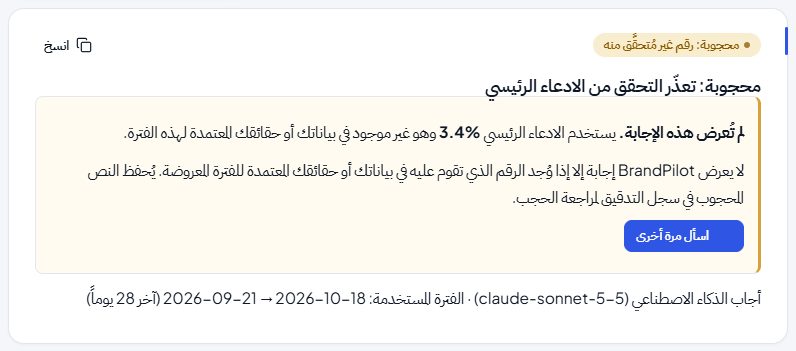 محجوبة: رقم غير مُتحقَّق منه
انسخ
محجوبة: تعذّر التحقق من الادعاء الرئيسي
لم تُعرض هذه الإجابة. يستخدم الادعاء الرئيسي 3.4% وهو غير موجود في بياناتك أو حقائقك المعتمدة لهذه الفترة.
لا يعرض BrandPilot إجابة إلا إذا وُجد الرقم الذي تقوم عليه في بياناتك أو حقائقك المعتمدة للفترة المعروضة. يُحفظ النص
المحجوب في سجل التدقيق لمراجعة الحجب.
اسأل مرة أخرى
أجاب الذكاء الاصطناعي (claude-sonnet-5-5) · الفترة المستخدمة: 2026-10-18 → 2026-09-21 (آخر 28 يوماً)